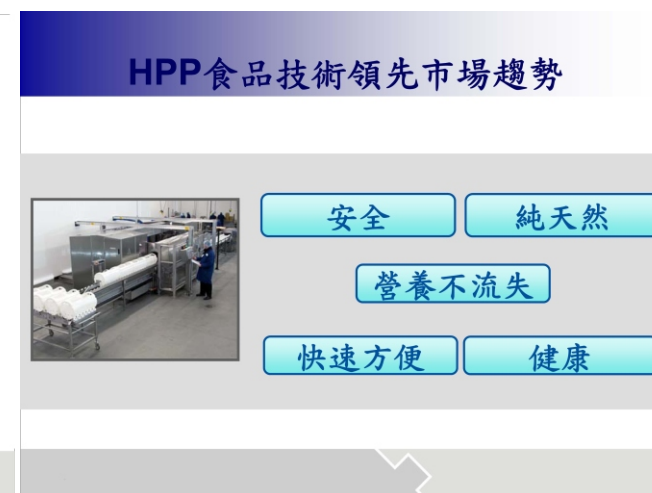 HPP食品技術領先市場趨勢
安全
純天然
營養不流失
快速方便
健康